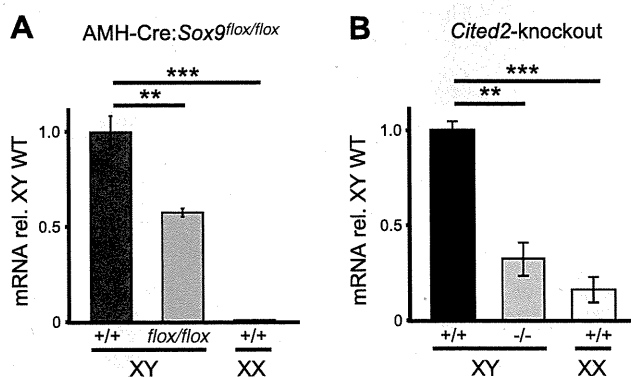 A
AMH-Cre:Sox9flox/flox
***
**
mRNA rel. XY WT
1.0
0.5
0
+/+ flox/flox +/+
XY XX
B
Cited2-knockout
***
**
mRNA rel. XY WT
1.0
0.5
0
+/+ -/- +/+
XY XX